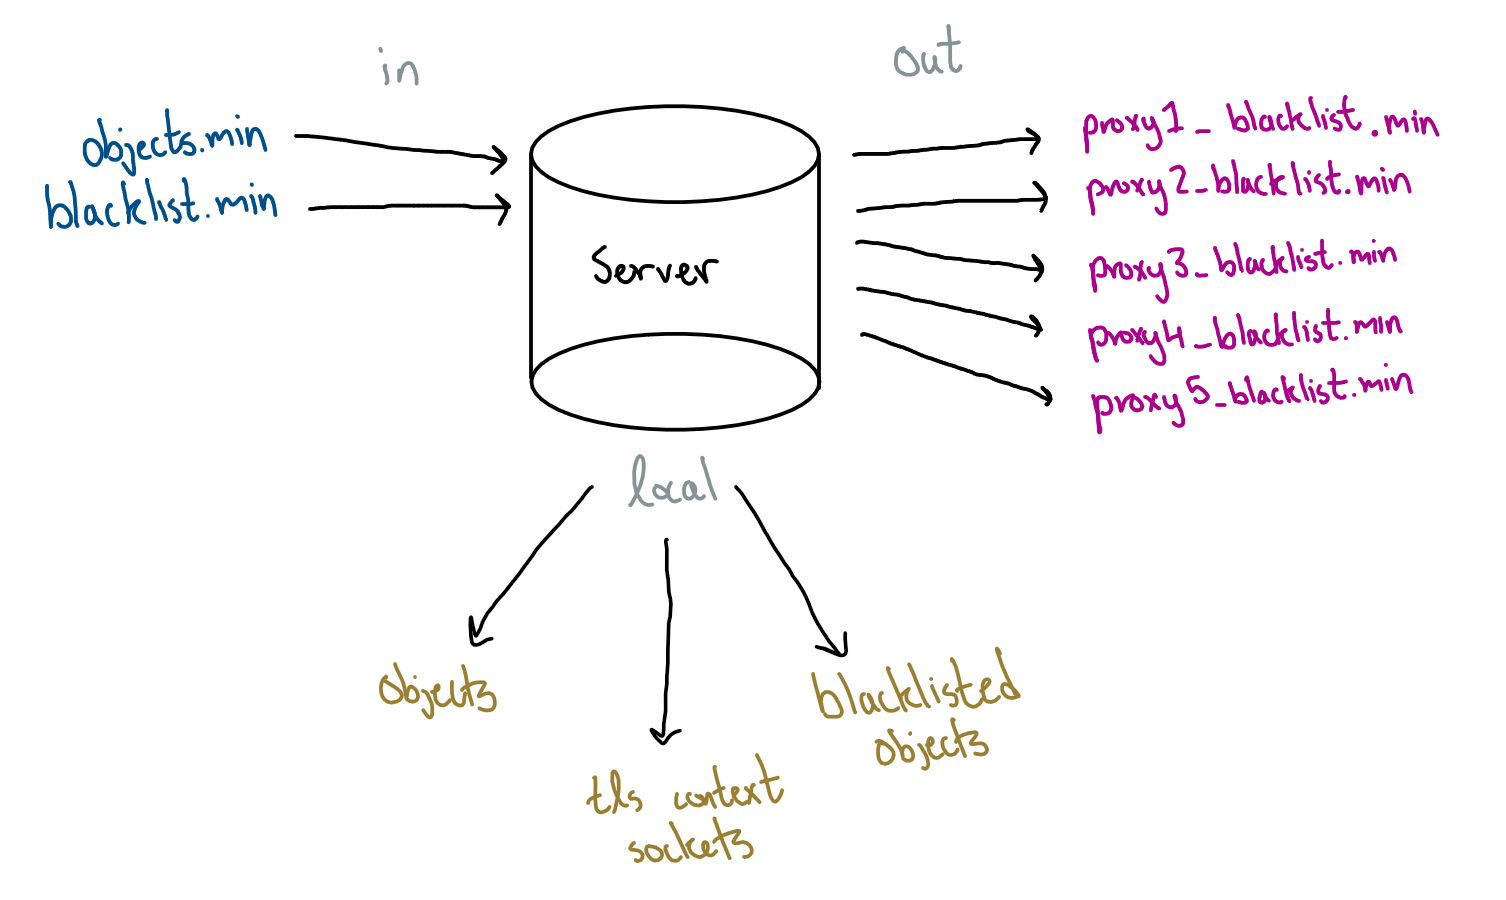 in
out
objects.min
blacklist.min
Server
proxy1_blacklist.min
proxy2_blacklist.min
proxy3_blacklist.min
proxy4_blacklist.min
proxy5_blacklist.min
local
objects
tls context
sockets
blacklisted
objects